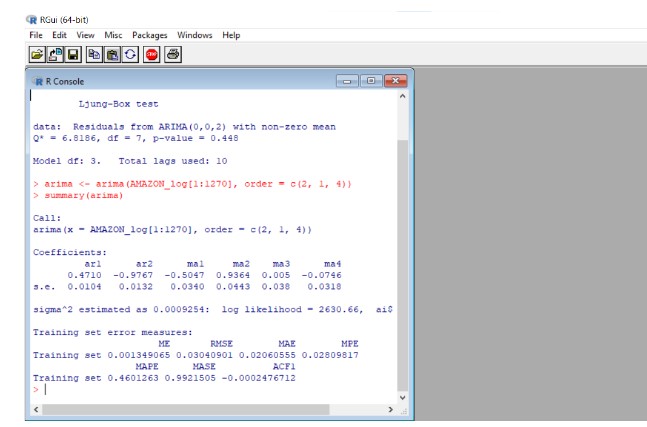 RGui (64-bit)
File Edit View Misc Packages Windows Help
STOP
R Console
Ljung-Box test
data:  Residuals from ARIMA(0,0,2) with non-zero mean
Q* = 6.8186, df = 7, p-value = 0.448
Model df: 3.   Total lags used: 10
> arima <- arima(AMAZON_log[1:1270], order = c(2, 1, 4))
> summary(arima)
Call:
arima(x = AMAZON_log[1:1270], order = c(2, 1, 4))
Coefficients:
ar1      ar2      ma1     ma2    ma3      ma4
0.4710  -0.9767  -0.5047  0.9364  0.005  -0.0746
s.e.  0.0104   0.0132   0.0340  0.0443  0.038   0.0318
sigma^2 estimated as 0.0009254:  log likelihood = 2630.66,  ai$
Training set error measures:
ME       RMSE        MAE        MPE
Training set 0.001349065 0.03040901 0.02060555 0.02809817
MAPE      MASE          ACF1
Training set 0.4601263 0.9921505 -0.0002476712
>